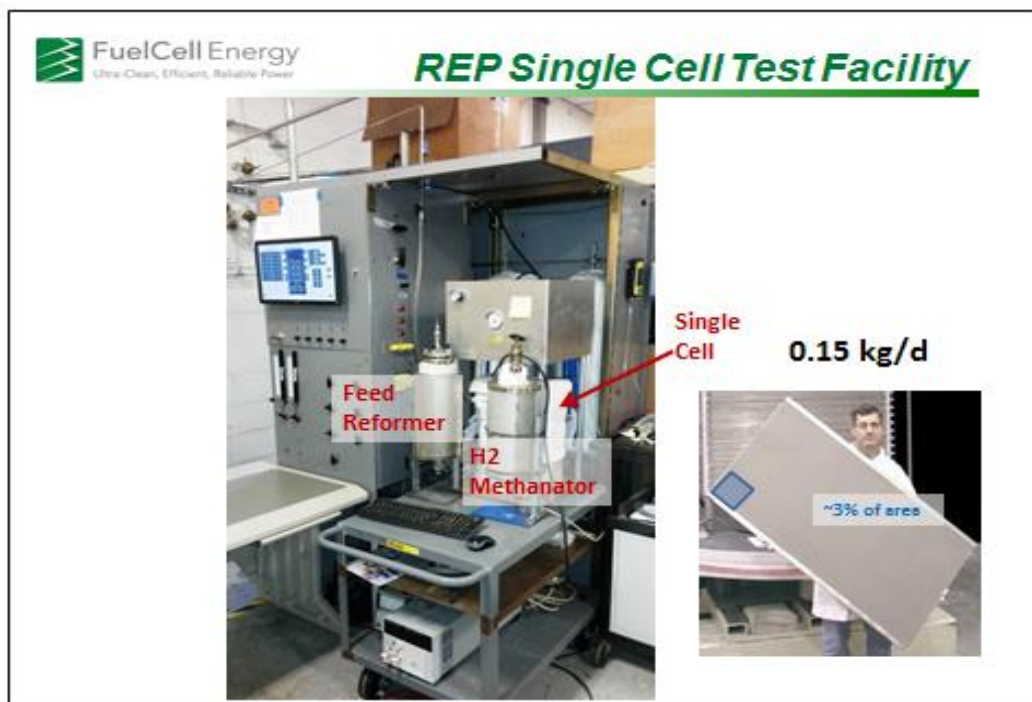 FuelCell Energy
Ultra-Clean, Efficient, Reliable Power
REP Single Cell Test Facility
Single
Cell
0.15 kg/d
Feed
Reformer
H2
Methanator
~3% of area